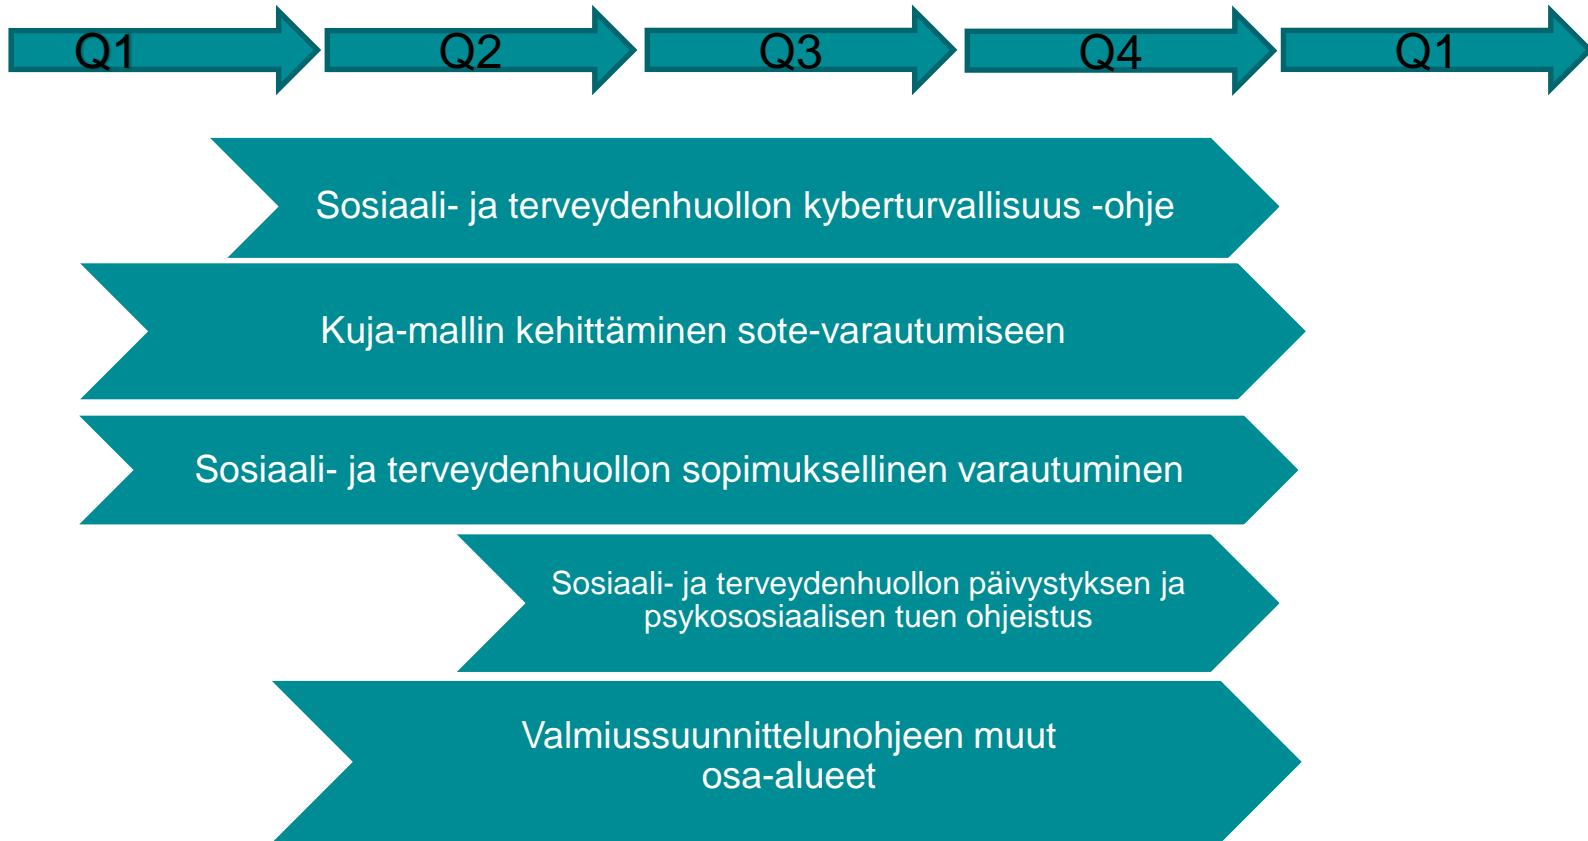 Q1 Q2 Q3 Q4 Q1
Sosiaali- ja terveydenhuollon kyberturvallisuus -ohje
Kuja-mallin kehittäminen sote-varautumiseen
Sosiaali- ja terveydenhuollon sopimuksellinen varautuminen
Sosiaali- ja terveydenhuollon päivystyksen ja
psykososiaalisen tuen ohjeistus
Valmiussuunnittelunohjeen muut
osa-alueet